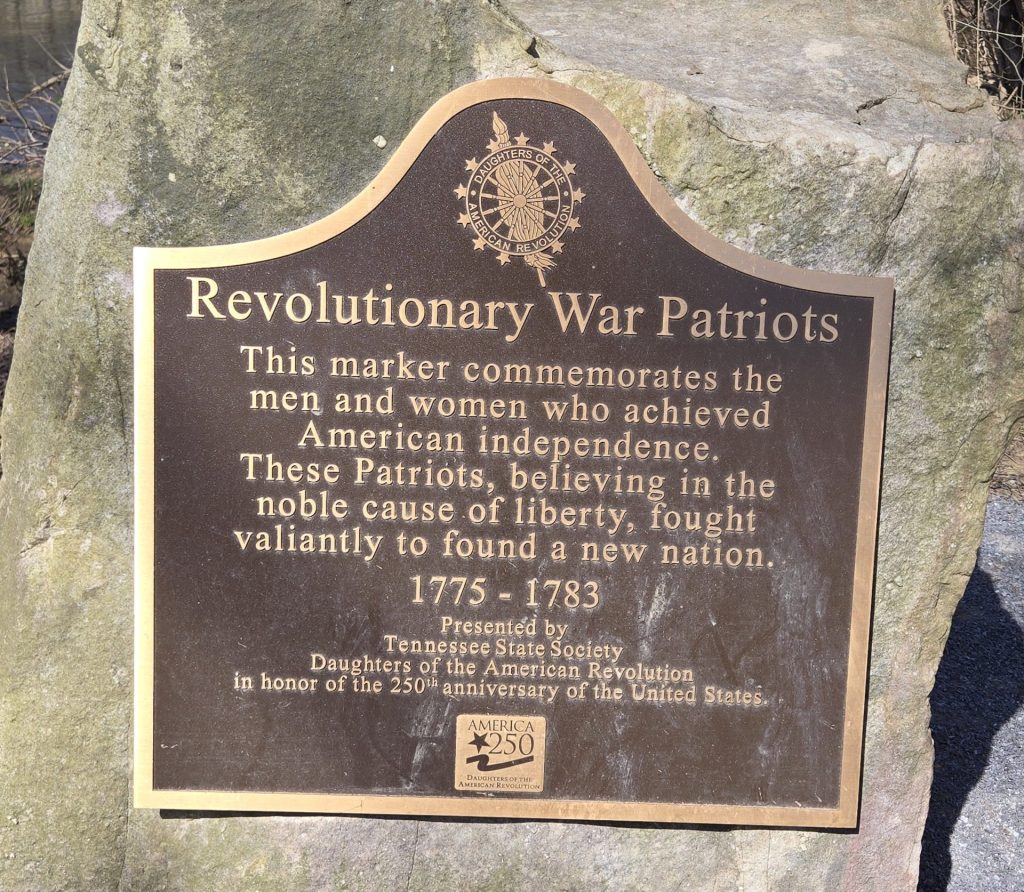 DAUGHTERS OF THE
AMERICAN REVOLUTION
Revolutionary War Patriots
This marker commemorates the
men and women who achieved
American independence.
These Patriots, believing in the
noble cause of liberty, fought
valiantly to found a new nation.
1775 - 1783
Presented by
Tennessee State Society
Daughters of the American Revolution
in honor of the 250th anniversary of the United States.
AMERICA
250
DAUGHTERS OF THE
AMERICAN REVOLUTION